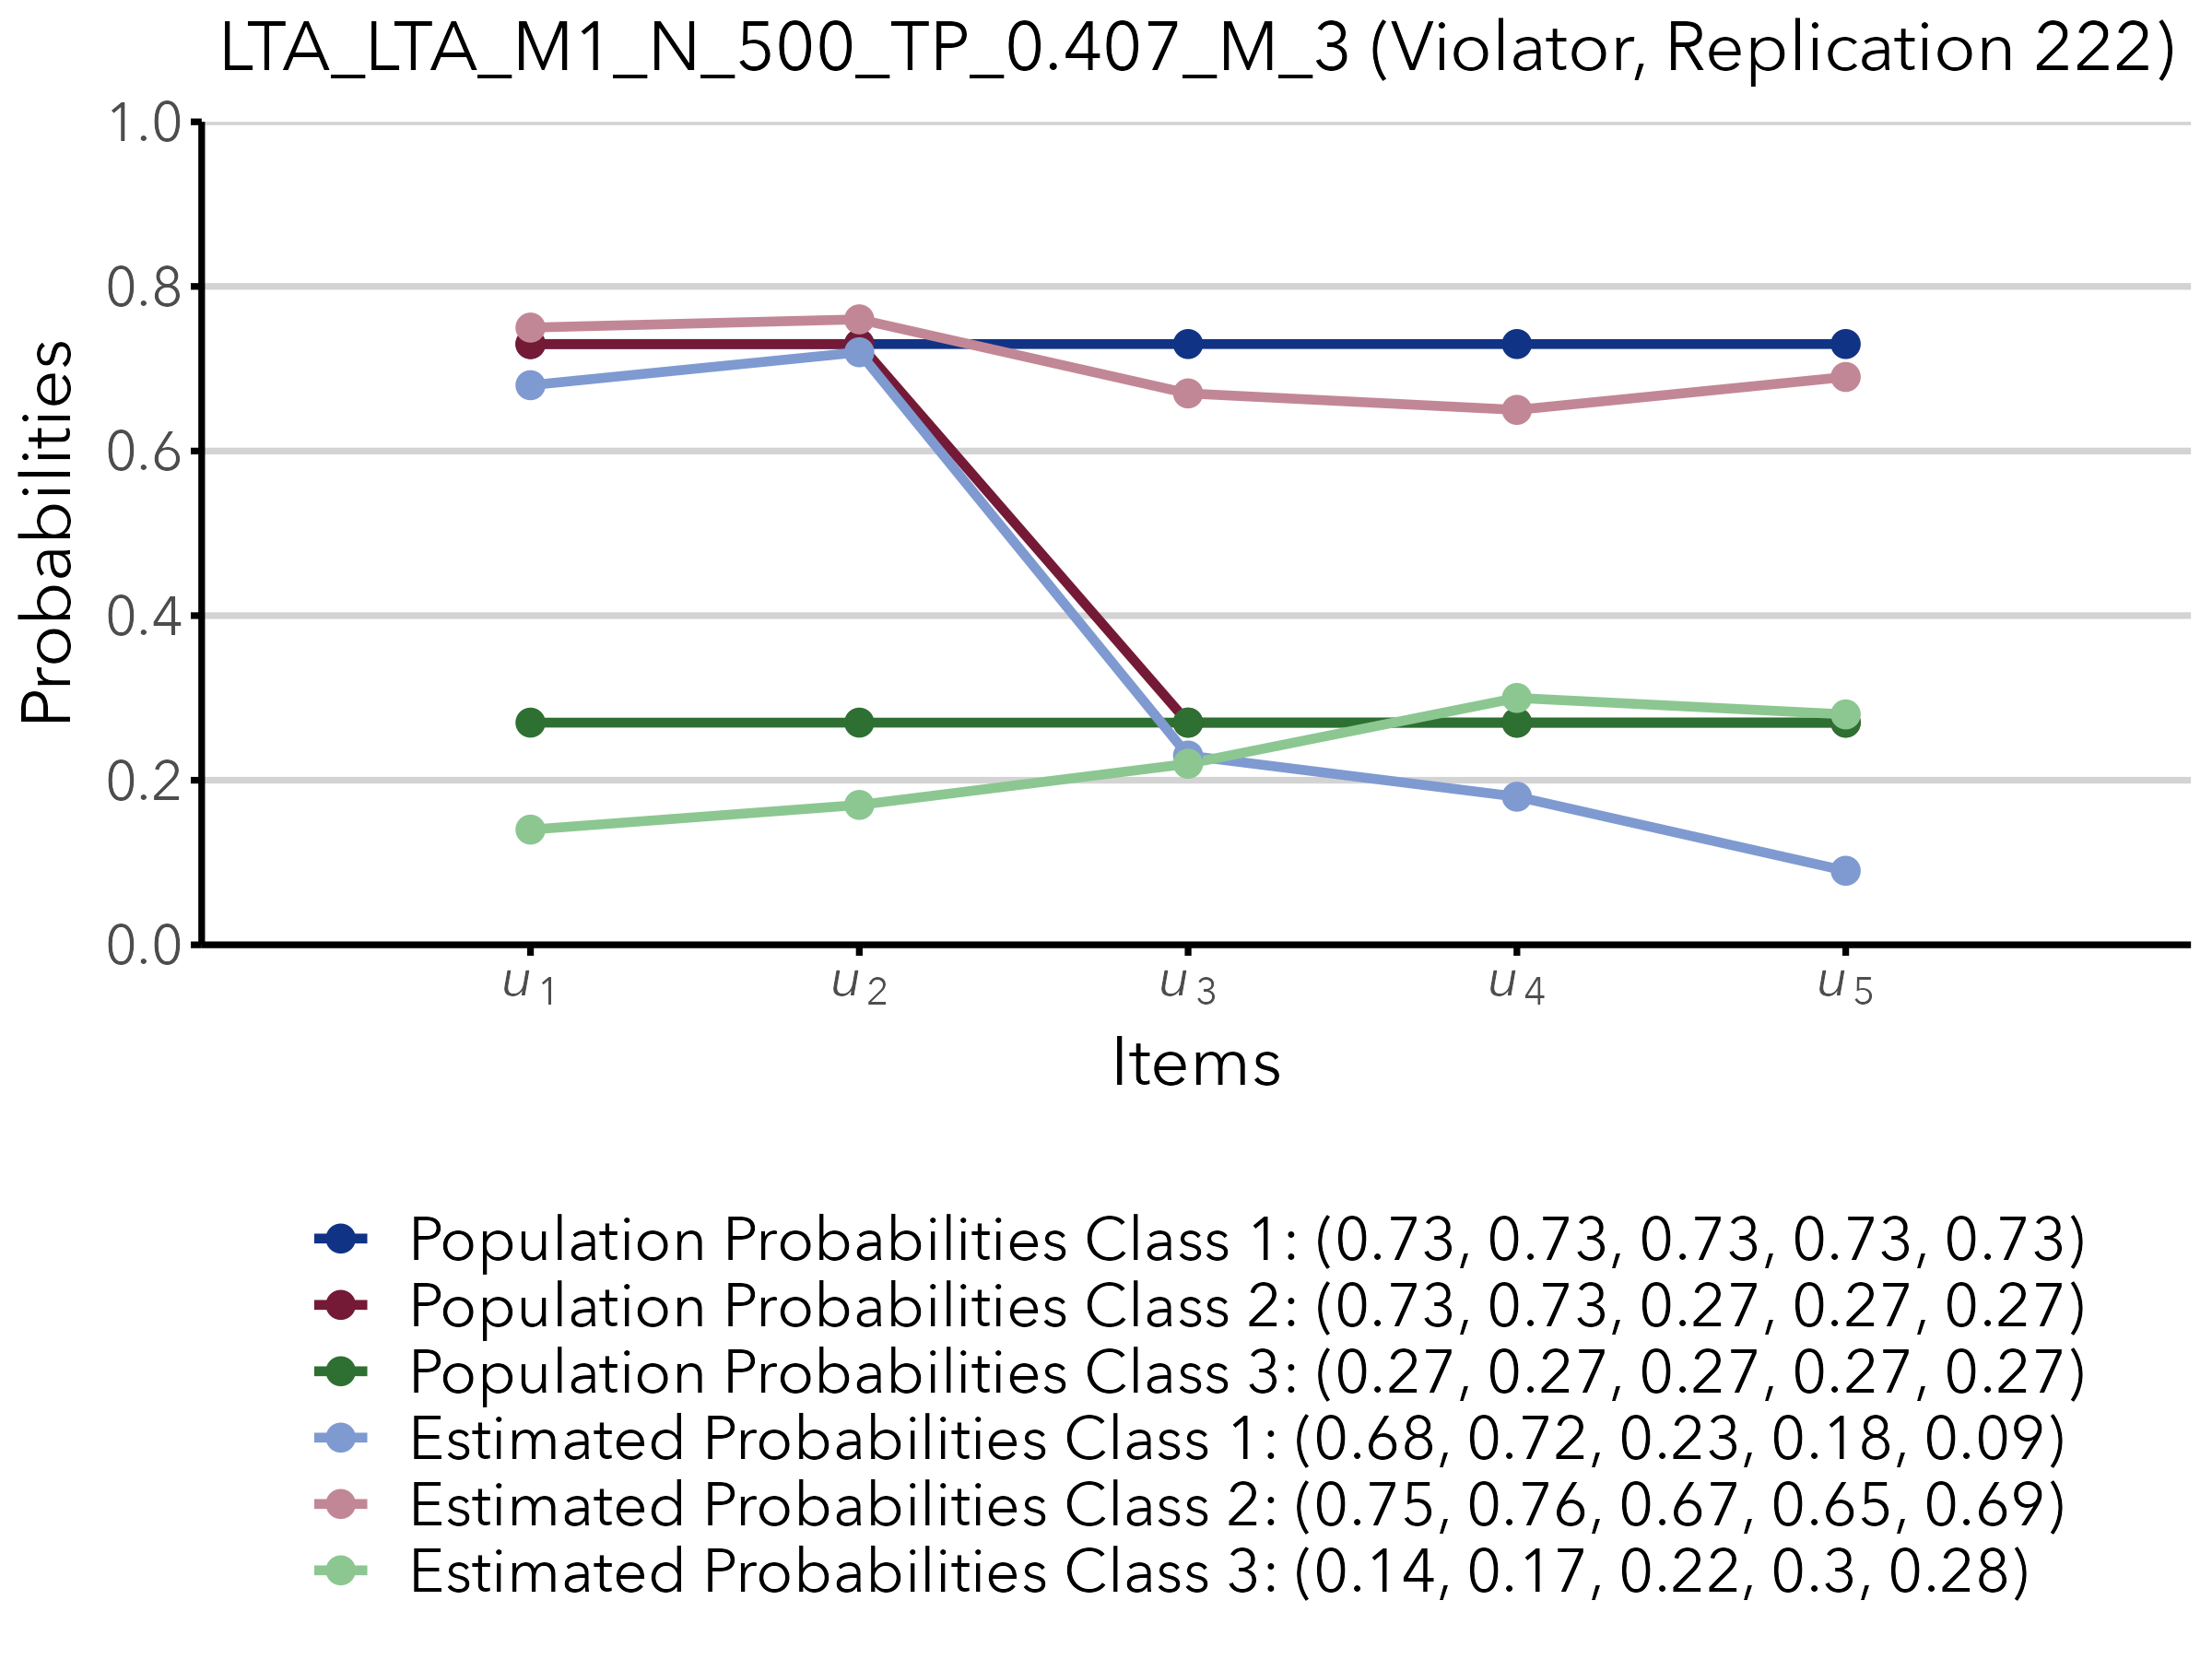 LTA_LTA_M1_N_500_TP_0.407_M_3 (Violator, Replication 222)
Probabilities
1.0
0.8
0.6
0.4
0.2
0.0
u1 u2 u3 u4 u5
Items
Population Probabilities Class 1: (0.73, 0.73, 0.73, 0.73, 0.73)
Population Probabilities Class 2: (0.73, 0.73, 0.27, 0.27, 0.27)
Population Probabilities Class 3: (0.27, 0.27, 0.27, 0.27, 0.27)
Estimated Probabilities Class 1: (0.68, 0.72, 0.23, 0.18, 0.09)
Estimated Probabilities Class 2: (0.75, 0.76, 0.67, 0.65, 0.69)
Estimated Probabilities Class 3: (0.14, 0.17, 0.22, 0.3, 0.28)